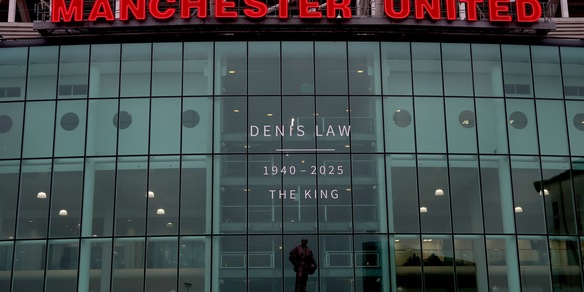 MANCHESTER UNITED
DENIS LAW
1940 - 2025
THE KING